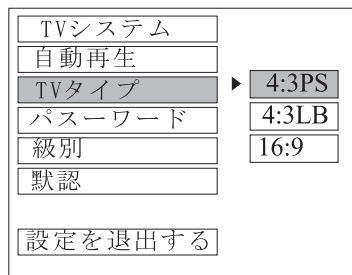 TVシステム
自動再生
TVタイプ
パスーワード
級別
默認
設定を退出する
4:3PS
4:3LB
16:9